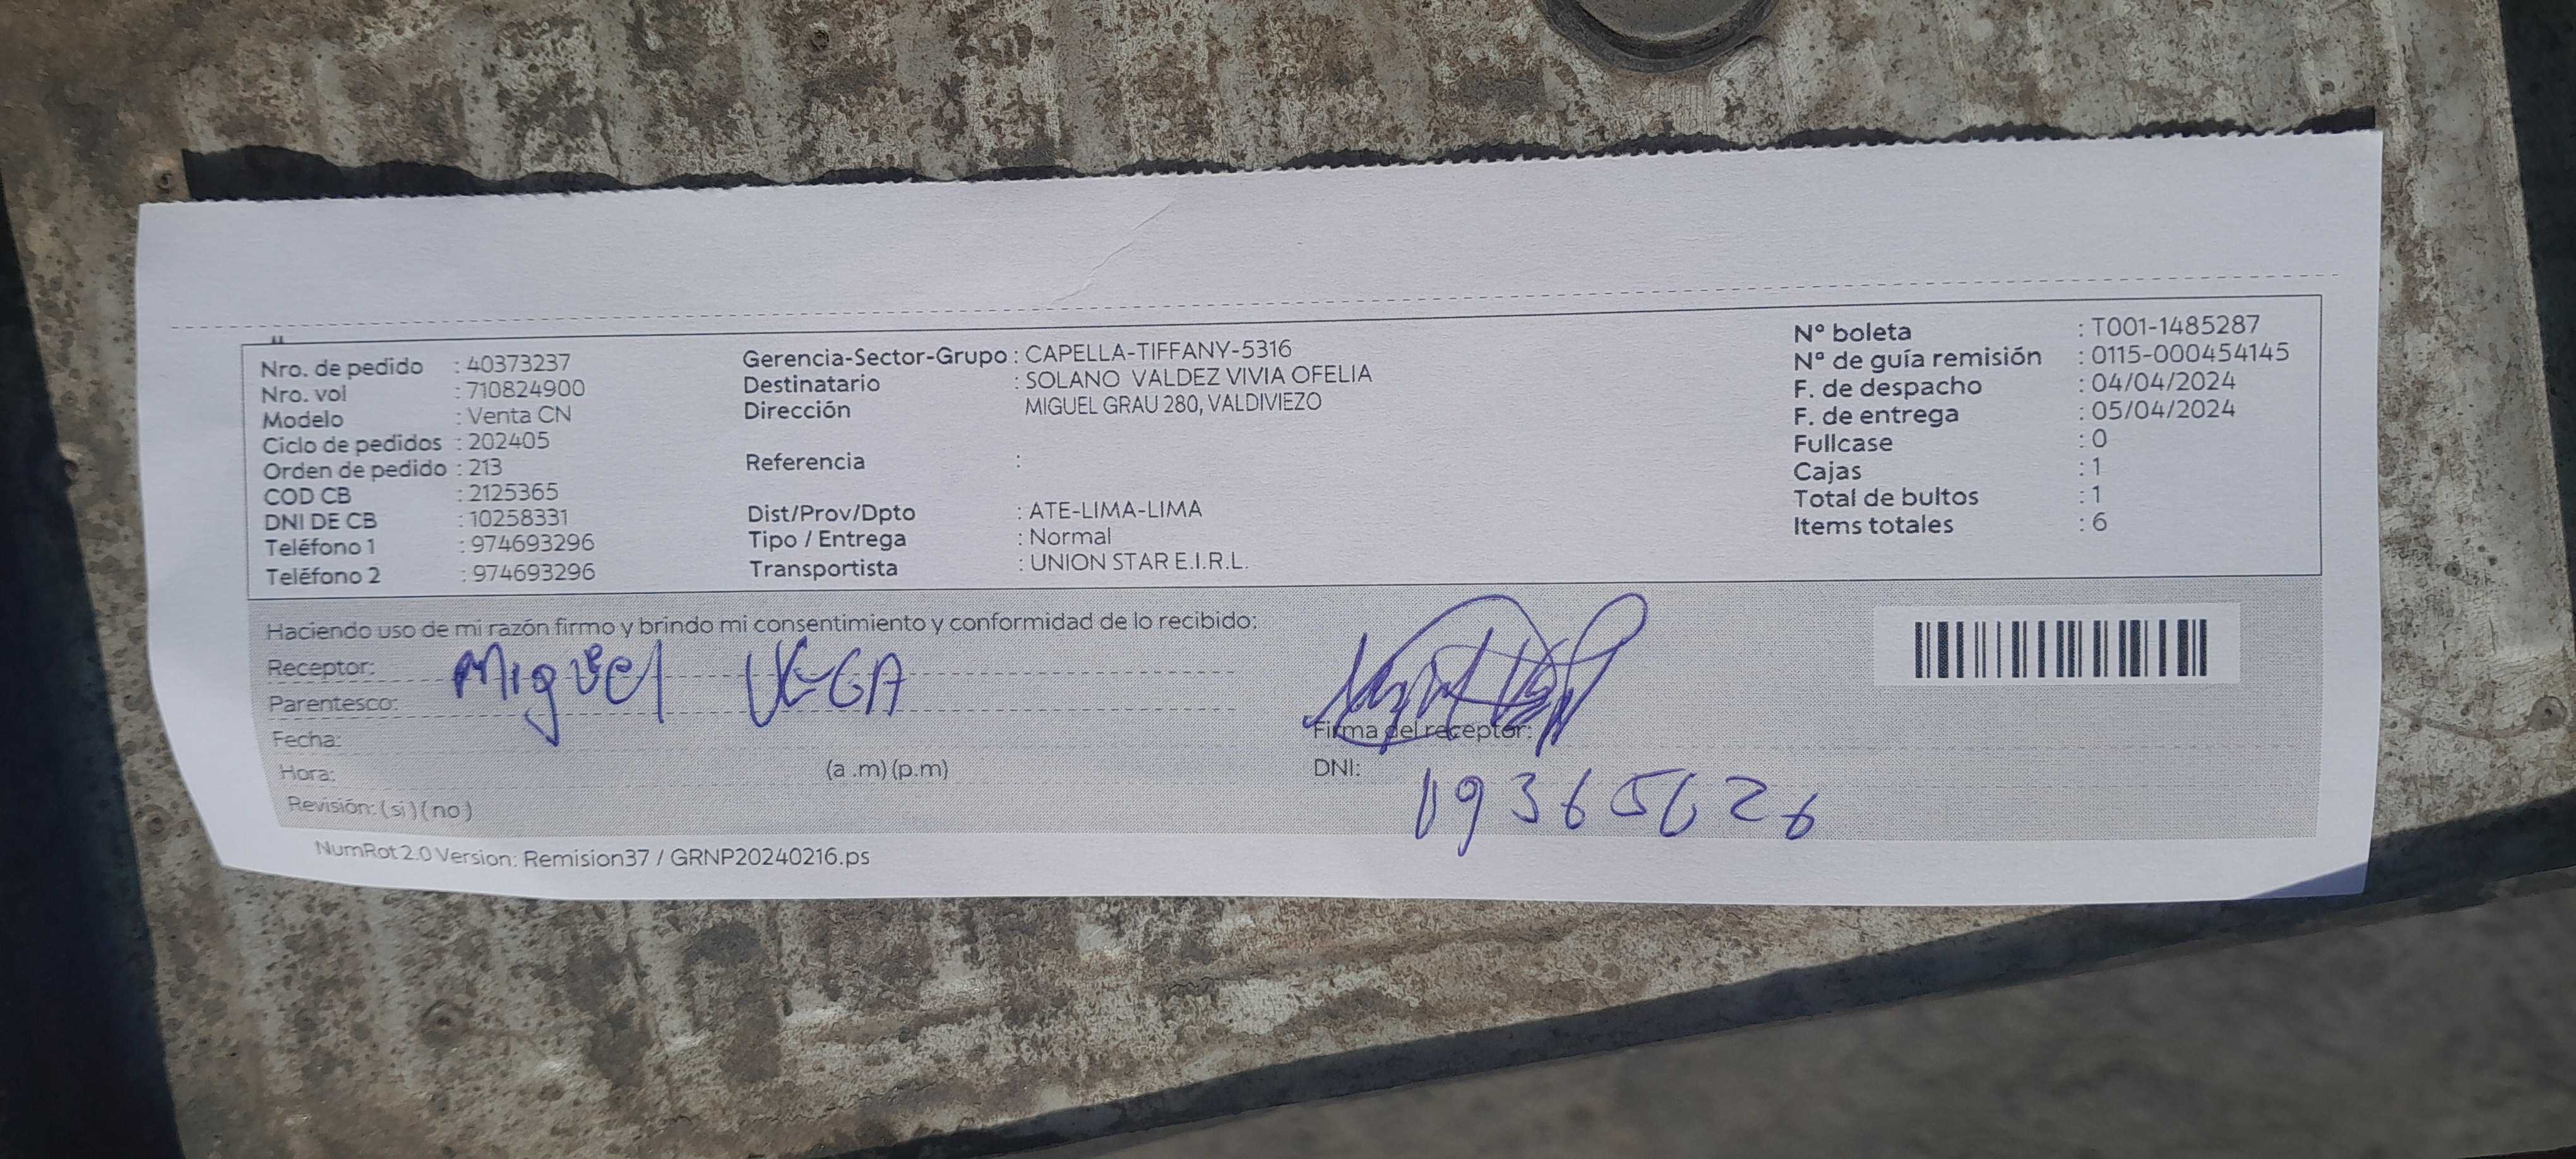 Nro. de pedido : 40373237
Nro. vol : 710824900
Modelo : Venta CN
Ciclo de pedidos : 202405
Orden de pedido : 213
COD CB : 2125365
DNI DE CB : 10258331
Teléfono 1 : 974693296
Teléfono 2 : 974693296
Gerencia-Sector-Grupo : CAPELLA-TIFFANY-5316
Destinatario : SOLANO VALDEZ VIVIA OFELIA
Dirección MIGUEL GRAU 280, VALDIVIEZO
Referencia :
Dist/Prov/Dpto : ATE-LIMA-LIMA
Tipo / Entrega : Normal
Transportista : UNION STAR E.I.R.L.
N° boleta : T001-1485287
N° de guía remisión : 0115-000454145
F. de despacho : 04/04/2024
F. de entrega : 05/04/2024
Fullcase : 0
Cajas : 1
Total de bultos : 1
Items totales : 6
Haciendo uso de mi razón firmo y brindo mi consentimiento y conformidad de lo recibido:
Receptor: Miguel VEGA
Parentesco:
Fecha:
Hora: (a .m) (p.m)
Revisión: (si) (no)
Firma del receptor:
DNI:
NumRot 2.0 Version: Remision37 / GRNP20240216.ps